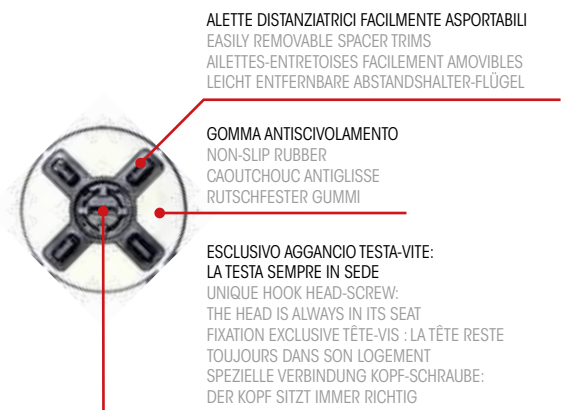 ALETTE DISTANZIATRICI FACILMENTE ASPORTABILI
EASILY REMOVABLE SPACER TRIMS
AILETTES-ENTRETOISES FACILEMENT AMOVIBLES
LEICHT ENTFERNBARE ABSTANDSHALTER-FLÜGEL
GOMMA ANTISCIVOLAMENTO
NON-SLIP RUBBER
CAOUTCHOUC ANTIGLISSE
RUTSCHFESTER GUMMI
ESCLUSIVO AGGANCIO TESTA-VITE:
LA TESTA SEMPRE IN SEDE
UNIQUE HOOK HEAD-SCREW:
THE HEAD IS ALWAYS IN ITS SEAT
FIXATION EXCLUSIVE TÊTE-VIS : LA TÊTE RESTE
TOUJOURS DANS SON LOGEMENT
SPEZIELLE VERBINDUNG KOPF-SCHRAUBE:
DER KOPF SITZT IMMER RICHTIG